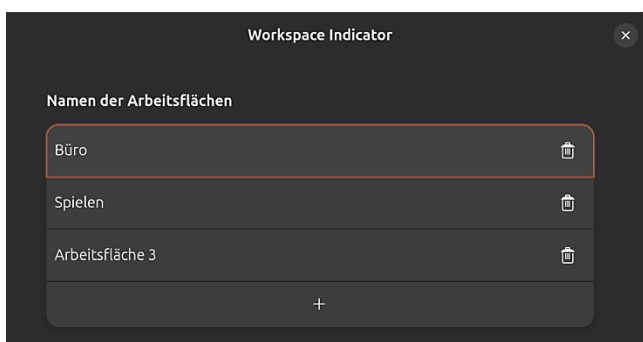 Workspace Indicator
Namen der Arbeitsflächen
Büro
Spielen
Arbeitsfläche 3